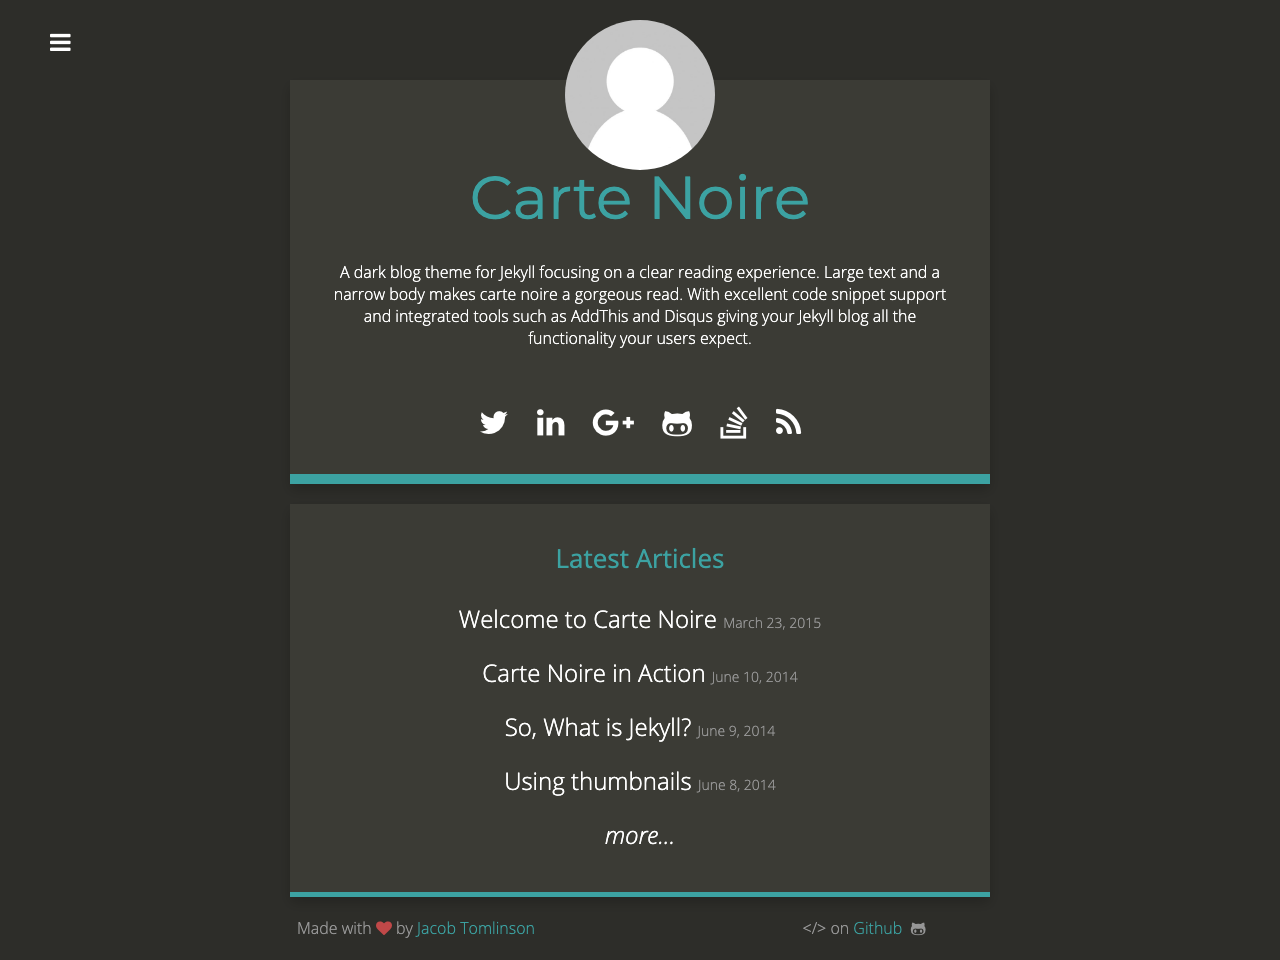 Carte Noire
A dark blog theme for Jekyll focusing on a clear reading experience. Large text and a
narrow body makes carte noire a gorgeous read. With excellent code snippet support
and integrated tools such as AddThis and Disqus giving your Jekyll blog all the
functionality your users expect.
Latest Articles
Welcome to Carte Noire March 23, 2015
Carte Noire in Action June 10, 2014
So, What is Jekyll? June 9, 2014
Using thumbnails June 8, 2014
more...
Made with by Jacob Tomlinson
</> on Github